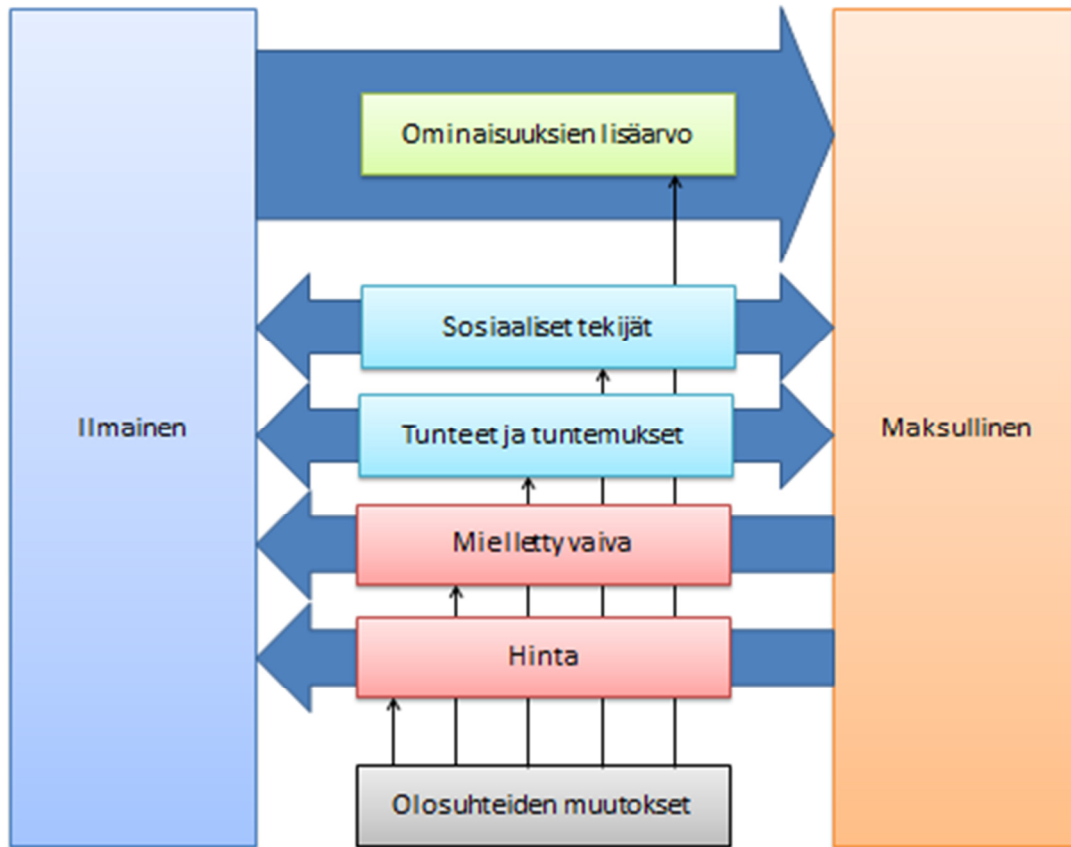 Ominaisuuksien lisäarvo
Sosiaaliset tekijät
Ilmainen
Tunteet ja tuntemukset
Maksullinen
Mielletty vaiva
Hinta
Olosuhteiden muutokset